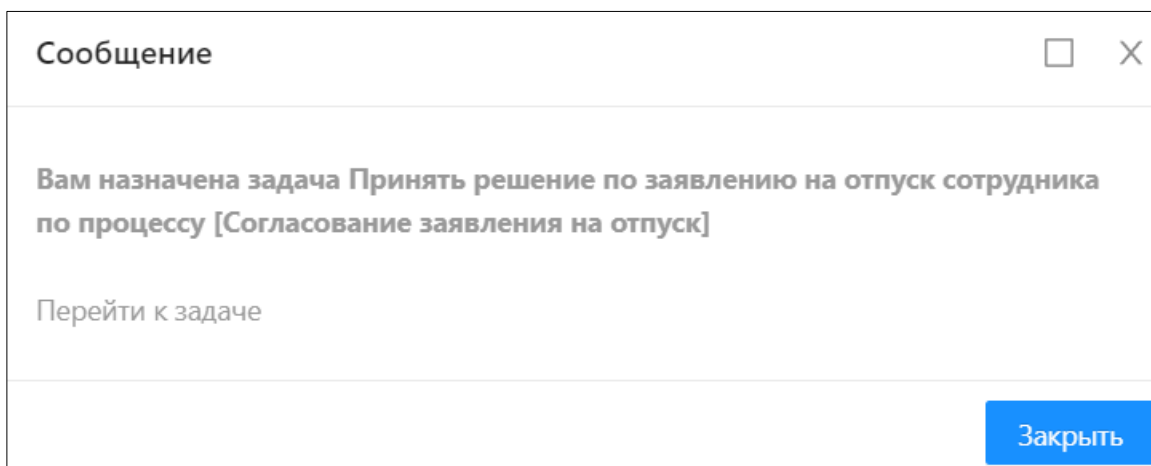 Сообщение
Вам назначена задача Принять решение по заявлению на отпуск сотрудника
по процессу [Согласование заявления на отпуск]
Перейти к задаче
Закрыть